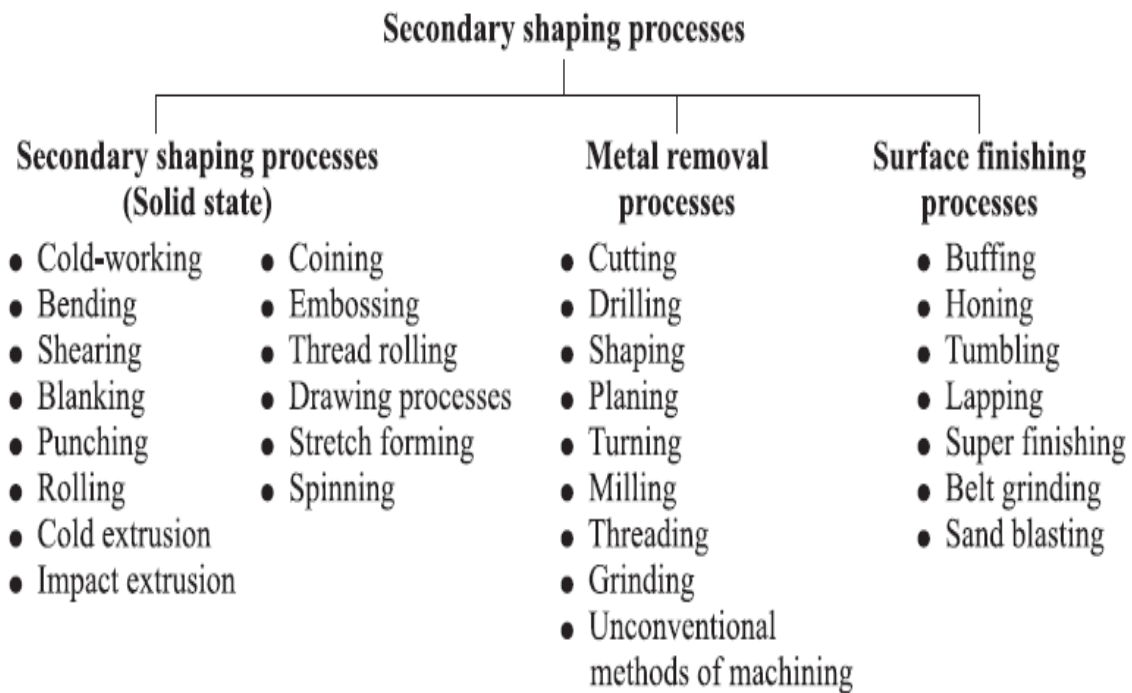 Secondary shaping processes
Secondary shaping processes
(Solid state)
● Cold-working
● Bending
● Shearing
● Blanking
● Punching
● Rolling
● Cold extrusion
● Impact extrusion
● Coining
● Embossing
● Thread rolling
● Drawing processes
● Stretch forming
● Spinning
Metal removal
processes
● Cutting
● Drilling
● Shaping
● Planing
● Turning
● Milling
● Threading
● Grinding
● Unconventional
methods of machining
Surface finishing
processes
● Buffing
● Honing
● Tumbling
● Lapping
● Super finishing
● Belt grinding
● Sand blasting